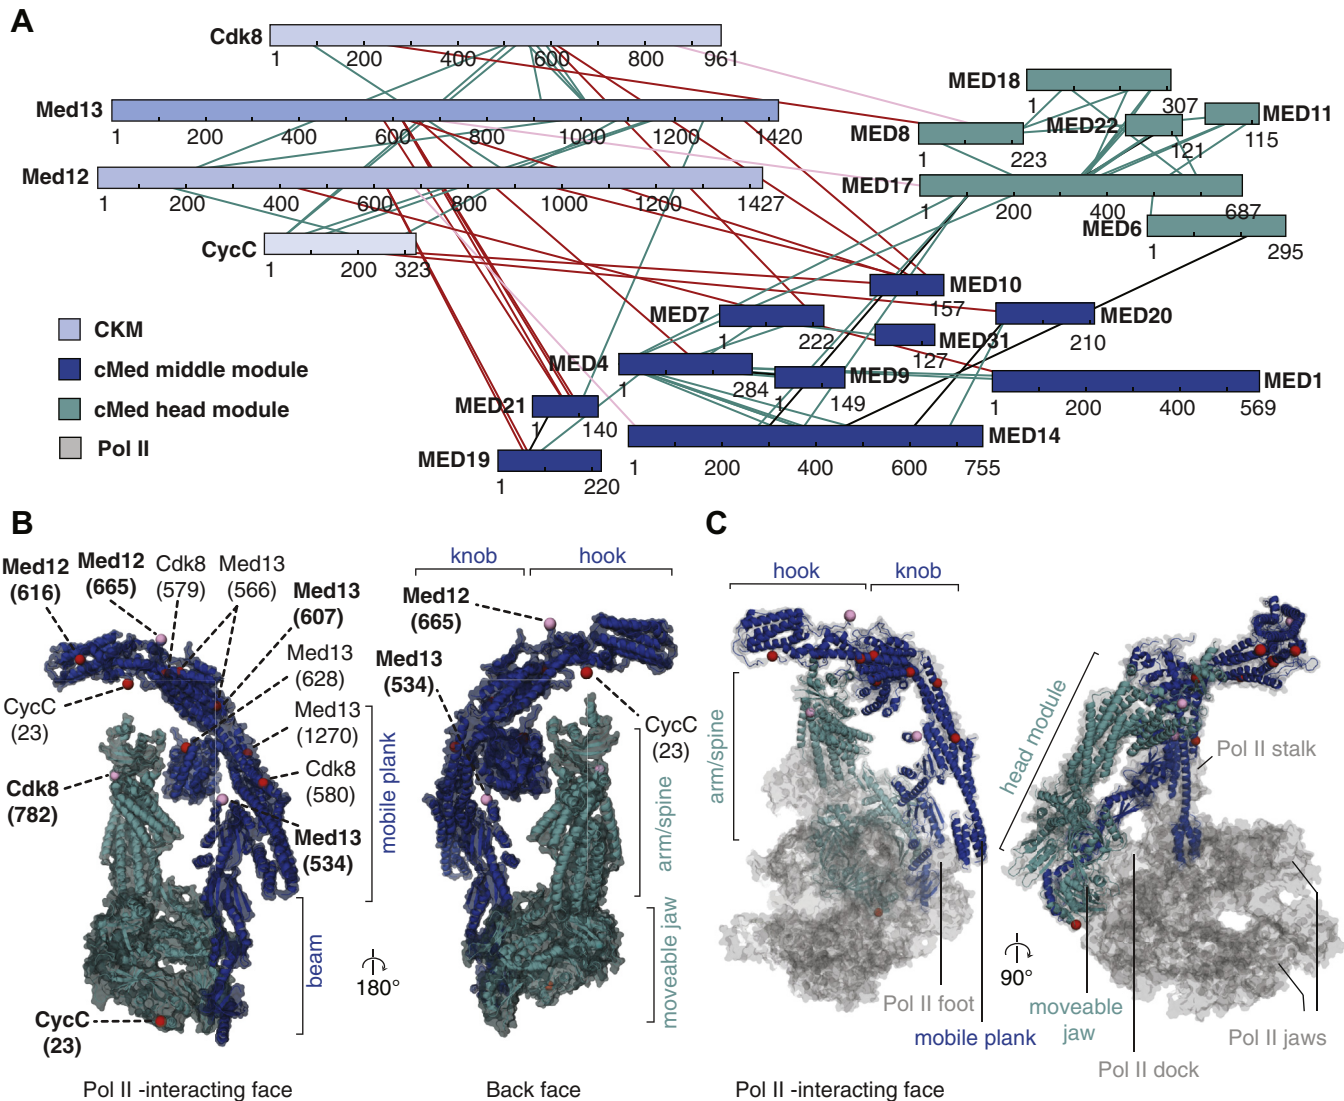 A
Cdk8
1 200 400 600 800 961
Med13
1 200 400 600 800 1000 1200 1420
Med12
1 200 400 600 800 1000 1200 1427
CycC
1 200 323
MED18
1 307
MED11
115
MED22
121
MED8
1 223
MED17
1 200 400 687
MED6
1 295
MED10
157
MED7
1 222
MED20
210
MED31
127
MED4
1 284
MED9
1 149
MED1
1 200 400 569
MED21
1 140
MED14
1 200 400 600 755
MED19
1 220
CKM
cMed middle module
cMed head module
Pol II
B
Med12
(616)
Med12
(665)
Cdk8
(579)
Med13
(566)
Med13
(607)
Med13
(628)
Med13
(1270)
Cdk8
(580)
Med13
(534)
CycC
(23)
Cdk8
(782)
CycC
(23)
mobile plank
beam
Pol II -interacting face
180°
knob
hook
Med12
(665)
Med13
(534)
CycC
(23)
arm/spine
moveable jaw
Back face
C
hook
knob
arm/spine
Pol II foot
mobile plank
Pol II -interacting face
90°
head module
Pol II stalk
moveable
jaw
Pol II dock
Pol II jaws